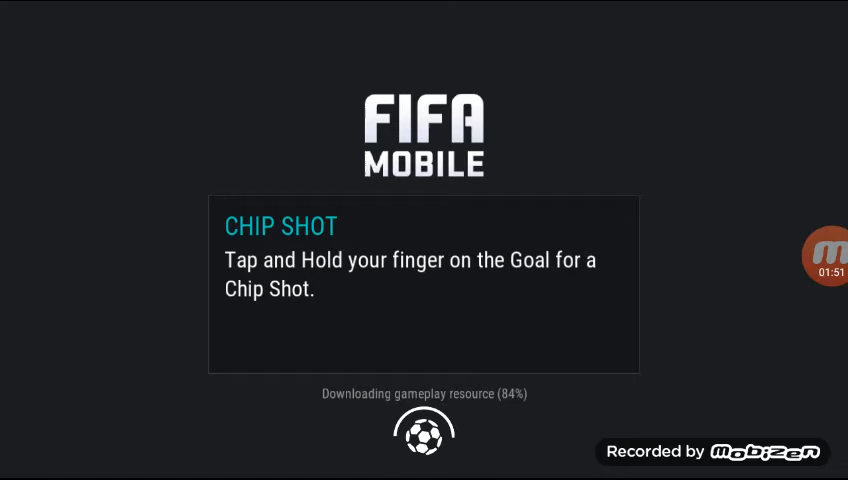 FIFA
MOBILE
CHIP SHOT
Tap and Hold your finger on the Goal for a
Chip Shot.
01:51
Downloading gameplay resource (84%)
Recorded by mobizen